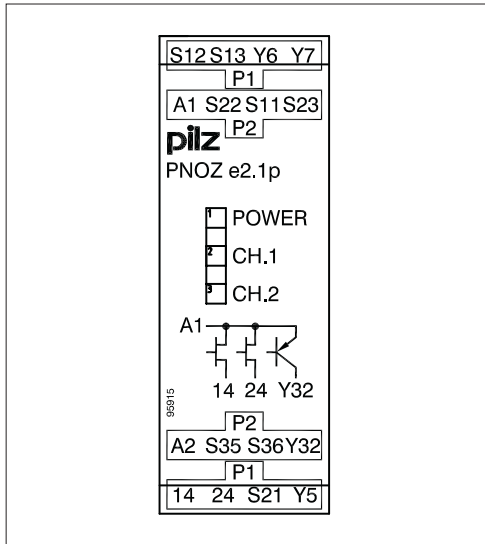 S12 S13 Y6 Y7
P1
A1 S22 S11 S23
P2
pilz
PNOZ e2.1p
1 POWER
2 CH.1
3 CH.2
A1
14 24 Y32
95915
P2
A2 S35 S36 Y32
P1
14 24 S21 Y5